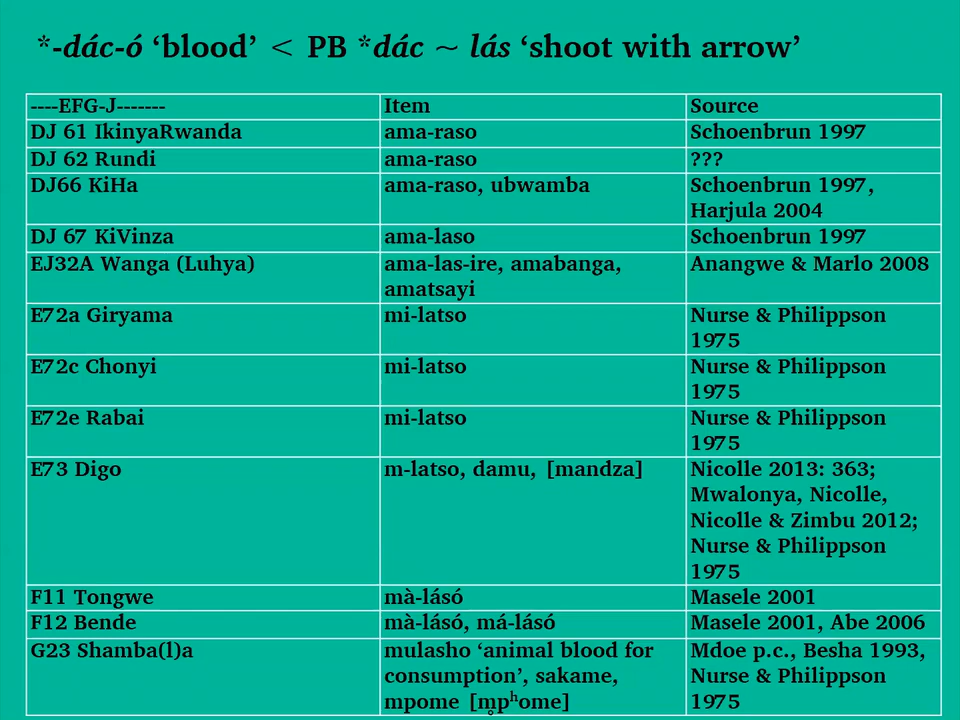 *-dác-ó ‘blood’ < PB *dác ~ lás ‘shoot with arrow’
----EFG-J------- Item Source
DJ 61 IkinyaRwanda ama-raso Schoenbrun 1997
DJ 62 Rundi ama-raso ???
DJ66 KiHa ama-raso, ubwamba Schoenbrun 1997,
Harjula 2004
DJ 67 KiVinza ama-laso Schoenbrun 1997
EJ32A Wanga (Luhya) ama-las-ire, amabanga, Anangwe & Marlo 2008
amatsayi
E72a Giryama mi-latso Nurse & Philippson
1975
E72c Chonyi mi-latso Nurse & Philippson
1975
E72e Rabai mi-latso Nurse & Philippson
1975
E73 Digo m-latso, damu, [mandza] Nicolle 2013: 363;
Mwalonya, Nicolle,
Nicolle & Zimbu 2012;
Nurse & Philippson
1975
F11 Tongwe mà-lásó Masele 2001
F12 Bende mà-lásó, má-lásó Masele 2001, Abe 2006
G23 Shamba(l)a mulasho ‘animal blood for Mdoe p.c., Besha 1993,
consumption’, sakame, Nurse & Philippson
mpome [m̥pʰome] 1975